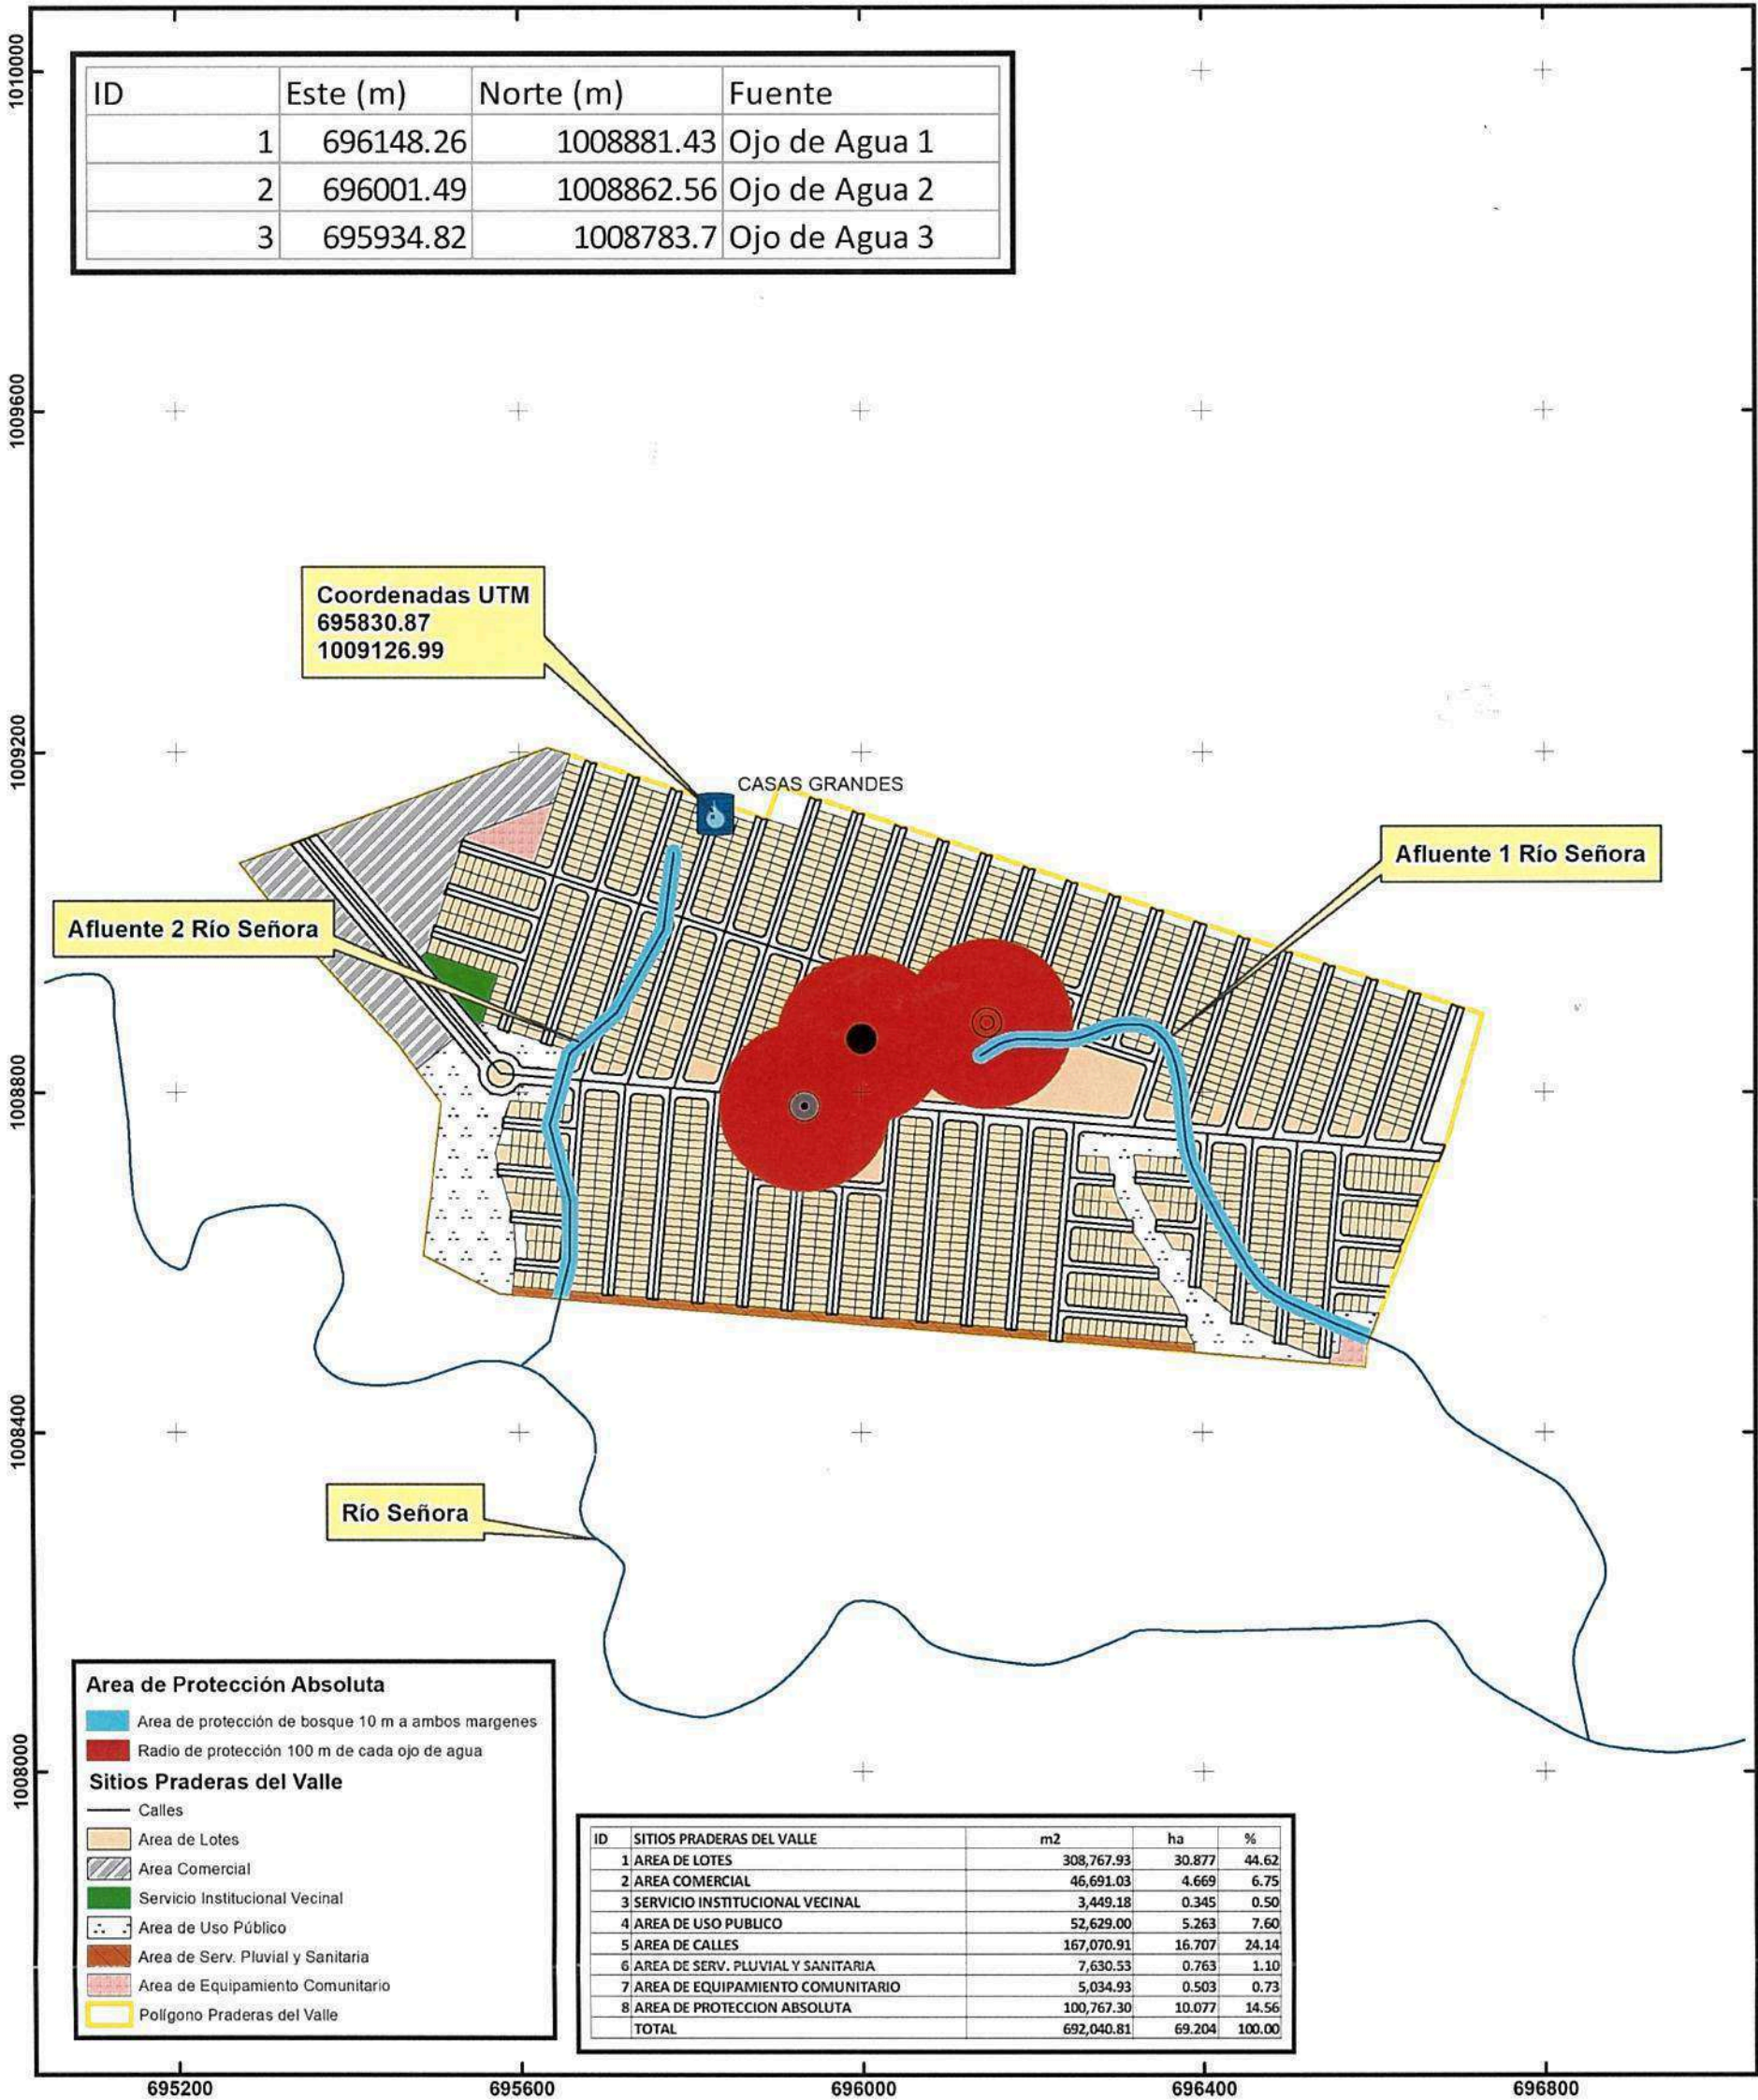 ID Este (m) Norte (m) Fuente
1 696148.26 1008881.43 Ojo de Agua 1
2 696001.49 1008862.56 Ojo de Agua 2
3 695934.82 1008783.7 Ojo de Agua 3
1010000
1009600
1009200
1008800
1008400
1008000
Coordenadas UTM
695830.87
1009126.99
CASAS GRANDES
Afluente 1 Río Señora
Afluente 2 Río Señora
Río Señora
Area de Protección Absoluta
Area de protección de bosque 10 m a ambos margenes
Radio de protección 100 m de cada ojo de agua
Sitios Praderas del Valle
Calles
Area de Lotes
Area Comercial
Servicio Institucional Vecinal
Area de Uso Público
Area de Serv. Pluvial y Sanitaria
Area de Equipamiento Comunitario
Polígono Praderas del Valle
ID SITIOS PRADERAS DEL VALLE m2 ha %
1 AREA DE LOTES 308,767.93 30.877 44.62
2 AREA COMERCIAL 46,691.03 4.669 6.75
3 SERVICIO INSTITUCIONAL VECINAL 3,449.18 0.345 0.50
4 AREA DE USO PUBLICO 52,629.00 5.263 7.60
5 AREA DE CALLES 167,070.91 16.707 24.14
6 AREA DE SERV. PLUVIAL Y SANITARIA 7,630.53 0.763 1.10
7 AREA DE EQUIPAMIENTO COMUNITARIO 5,034.93 0.503 0.73
8 AREA DE PROTECCION ABSOLUTA 100,767.30 10.077 14.56
TOTAL 692,040.81 69.204 100.00
695200 695600 696000 696400 696800